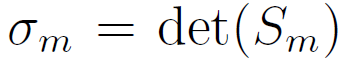 σ_m = det(S_m)